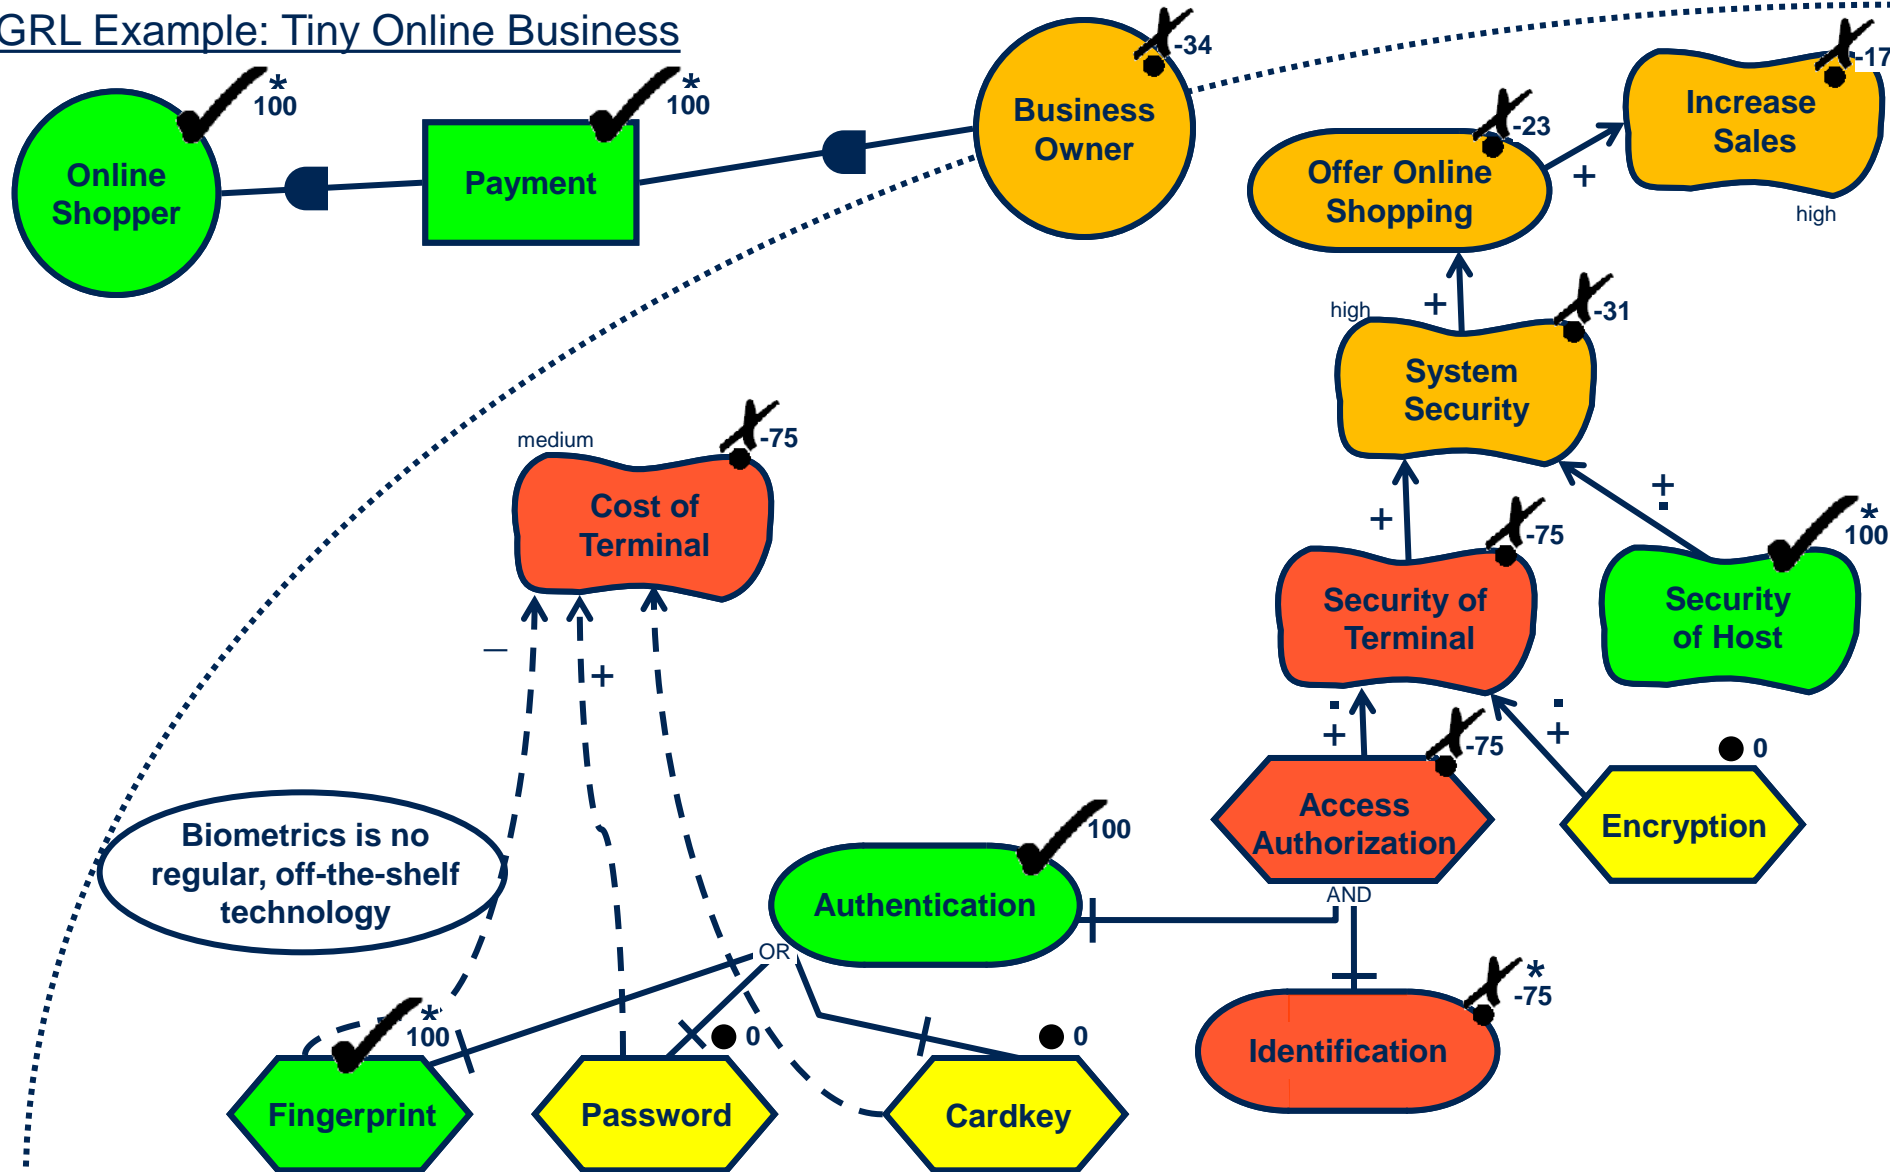 GRL Example: Tiny Online Business
-34
-17
*
100
*
100
Business
Owner
Increase
Sales
-23
Online
Shopper
Payment
Offer Online
Shopping
+
high
high
+
-31
System
Security
medium
-75
Cost of
Terminal
+
+
-75
*
100
Security of
Terminal
Security
of Host
–
+
+
+
-75
0
Access
Authorization
Encryption
Biometrics is no
regular, off-the-shelf
technology
100
Authentication
AND
OR
*
-75
*
100
0
0
Identification
Fingerprint
Password
Cardkey